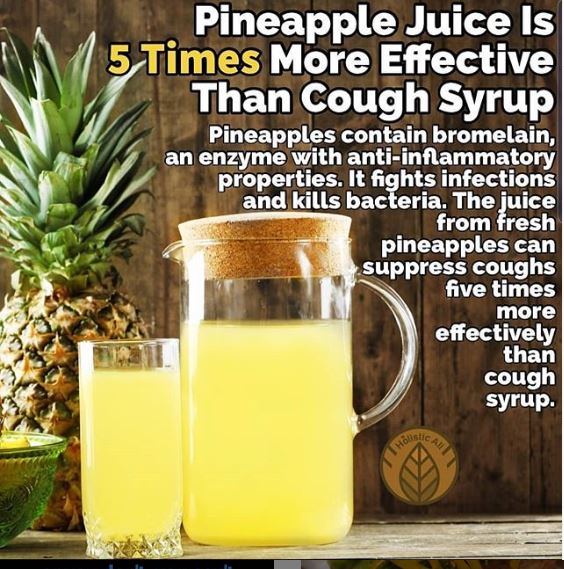 Pineapple Juice Is
5 Times More Effective
Than Cough Syrup
Pineapples contain bromelain,
an enzyme with anti-inflammatory
properties. It fights infections
and kills bacteria. The juice
from fresh
pineapples can
suppress coughs
five times
more
effectively
than
cough
syrup.
Holistic Ali